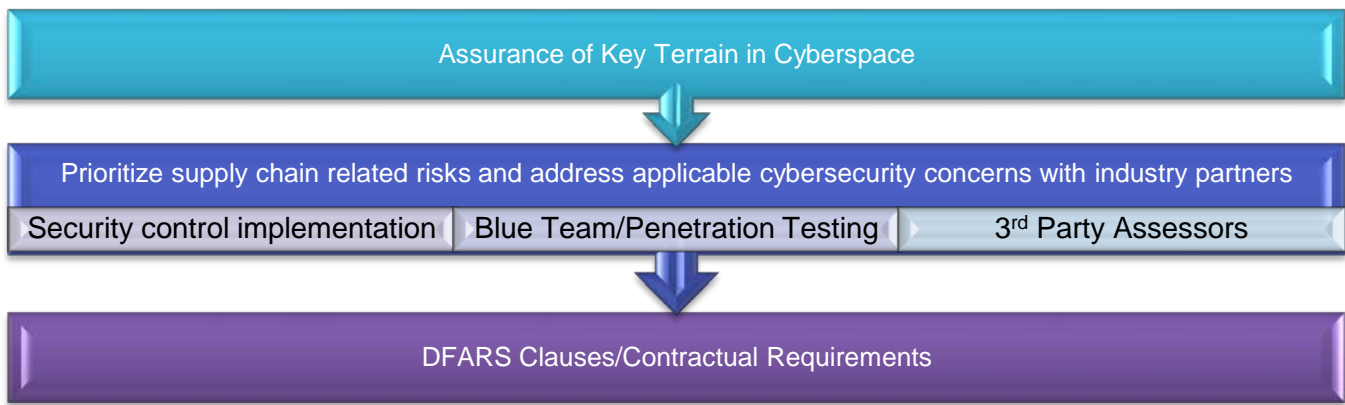 Assurance of Key Terrain in Cyberspace
Prioritize supply chain related risks and address applicable cybersecurity concerns with industry partners
Security control implementation
Blue Team/Penetration Testing
3rd Party Assessors
DFARS Clauses/Contractual Requirements